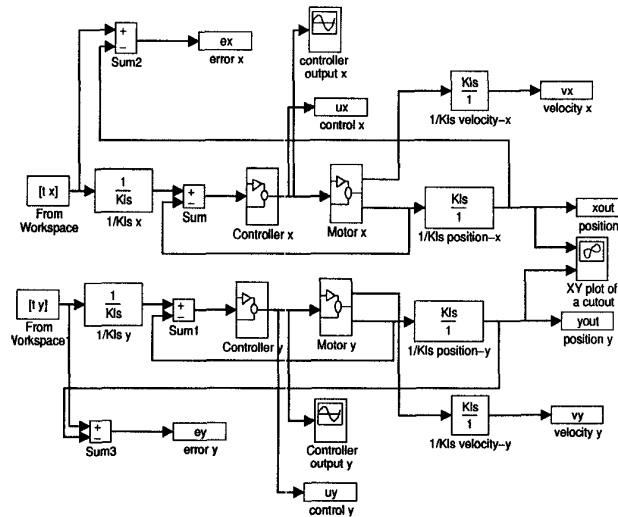 +
−
Sum2
ex
error x
controller
output x
ux
control x
Kls
1
1/Kls velocity−x
vx
velocity x
[t x]
From
Workspace
1
Kls
1/Kls x
+
−
Sum
Controller x
Motor x
Kls
1
1/Kls position−x
xout
position
XY plot of
a cutout
[t y]
From
Workspace
1
Kls
1/Kls y
+
−
Sum1
Controller y
Motor y
Kls
1
1/Kls position−y
yout
position y
+
−
Sum3
ey
error y
Controller
output y
uy
control y
Kls
1
1/Kls velocity−y
vy
velocity y